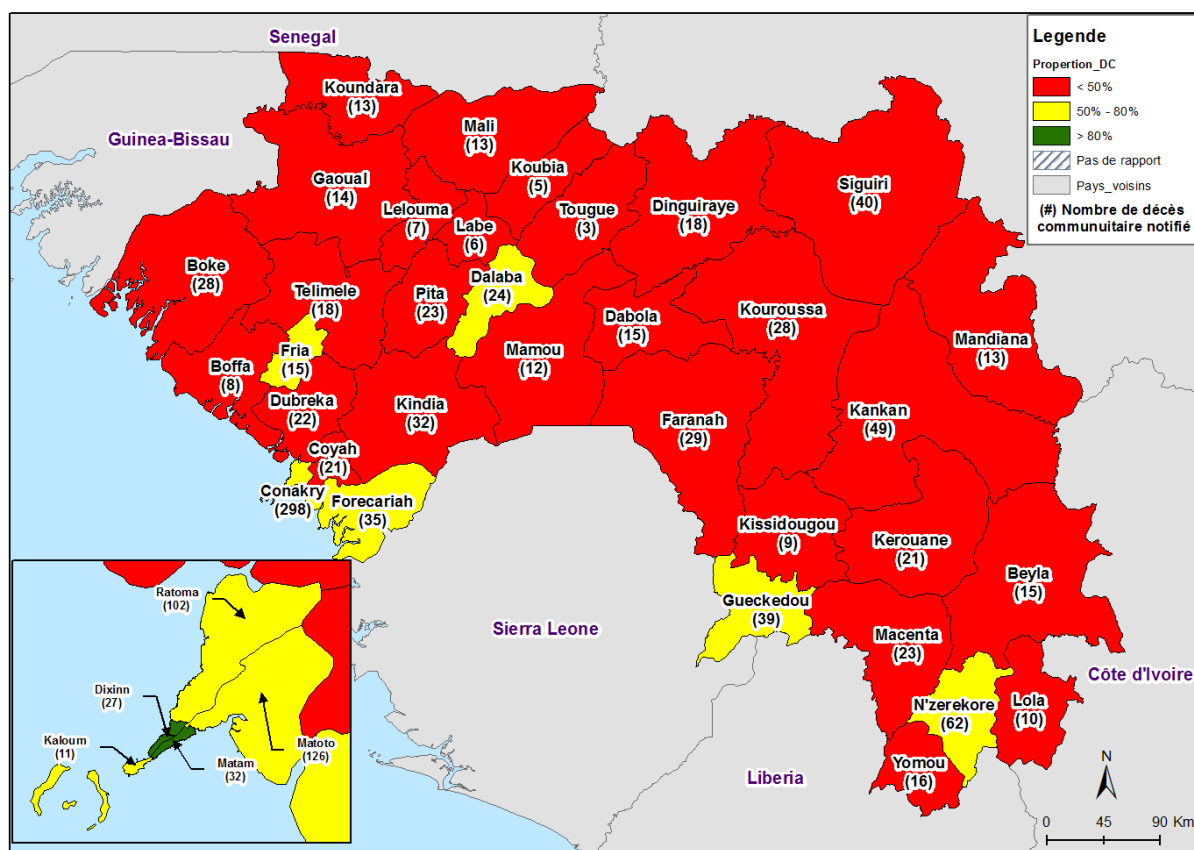 Senegal
Guinea-Bissau
Koundara
(13)
Mali
(13)
Koubia
(5)
Gaoual
(14)
Lelouma
(7)
Labe
(6)
Tougue
(3)
Dinguiraye
(18)
Siguiri
(40)
Boke
(28)
Telimele
(18)
Pita
(23)
Dalaba
(24)
Dabola
(15)
Kouroussa
(28)
Mandiana
(13)
Fria
(15)
Boffa
(8)
Mamou
(12)
Dubreka
(22)
Kindia
(32)
Faranah
(29)
Kankan
(49)
Coyah
(21)
Conakry
(298)
Forecariah
(35)
Kissidougou
(9)
Kerouane
(21)
Beyla
(15)
Gueckedou
(39)
Sierra Leone
Macenta
(23)
Côte d'Ivoire
N'zerekore
(62)
Lola
(10)
Yomou
(16)
Liberia
Legende
Propertion_DC
< 50%
50% - 80%
> 80%
Pas de rapport
Pays_voisins
(#) Nombre de décès
communuitaire notifié
Ratoma
(102)
Dixinn
(27)
Kaloum
(11)
Matam
(32)
Matoto
(126)
N
0 45 90 Km